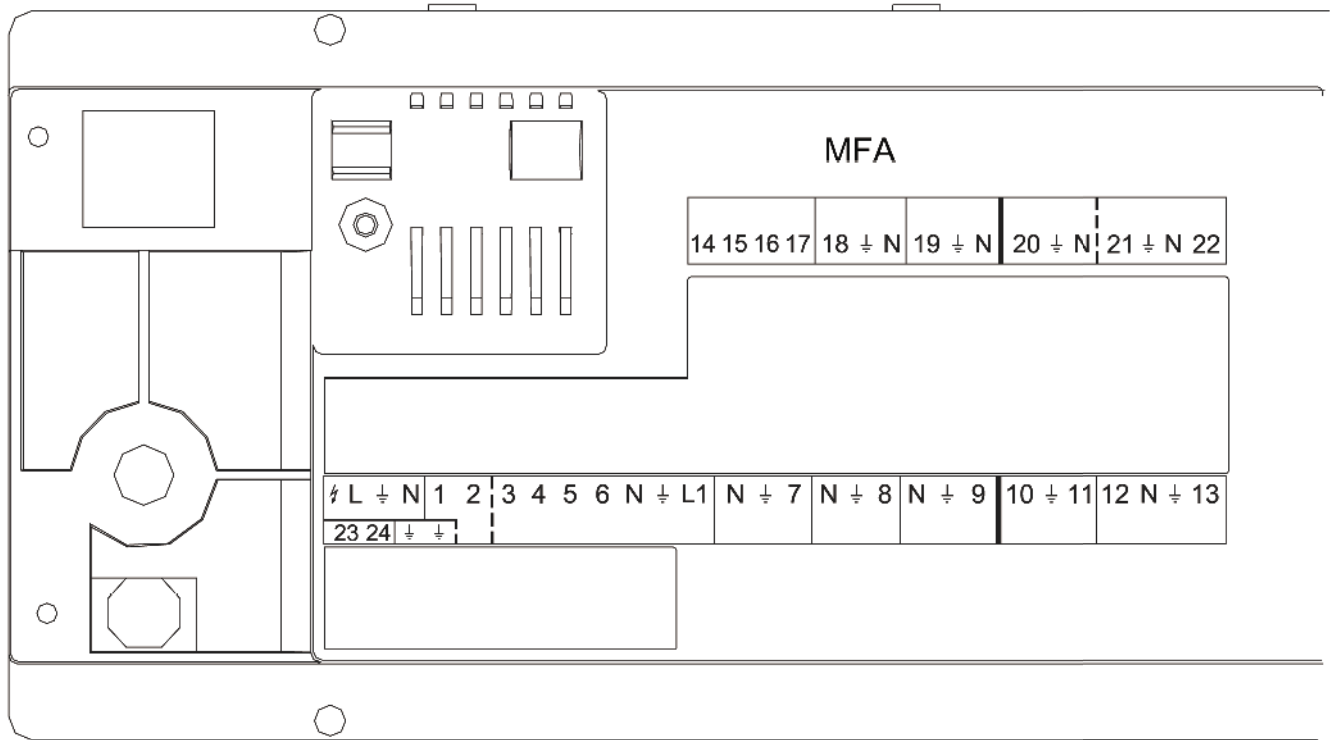 MFA
14 15 16 17 18 ⏚ N 19 ⏚ N 20 ⏚ N 21 ⏚ N 22
↯ L ⏚ N 1 2 3 4 5 6 N ⏚ L1 N ⏚ 7 N ⏚ 8 N ⏚ 9 10 ⏚ 11 12 N ⏚ 13
23 24 ⏚ ⏚